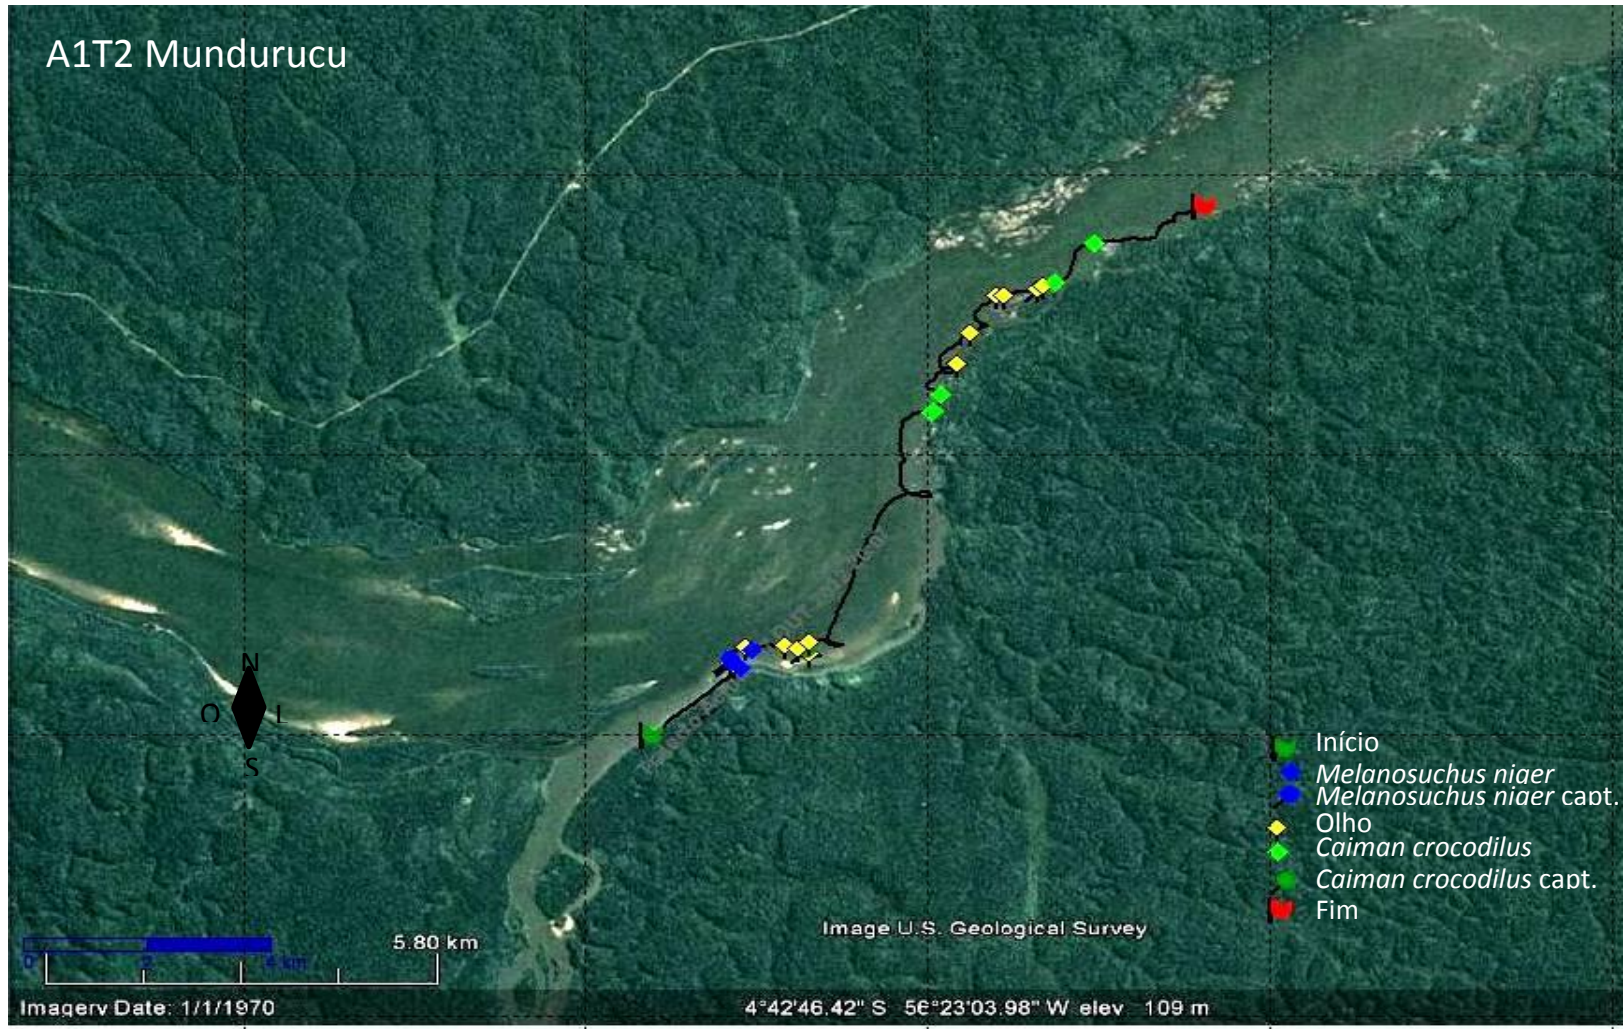 A1T2 Mundurucu
N
O L
S
Início
Melanosuchus niger
Melanosuchus niger capt.
Olho
Caiman crocodilus
Caiman crocodilus capt.
Fim
Image U.S. Geological Survey
5.80 km
0 2 4 km
Imagery Date: 1/1/1970
4°42'46.42" S 56°23'03.98" W elev 109 m